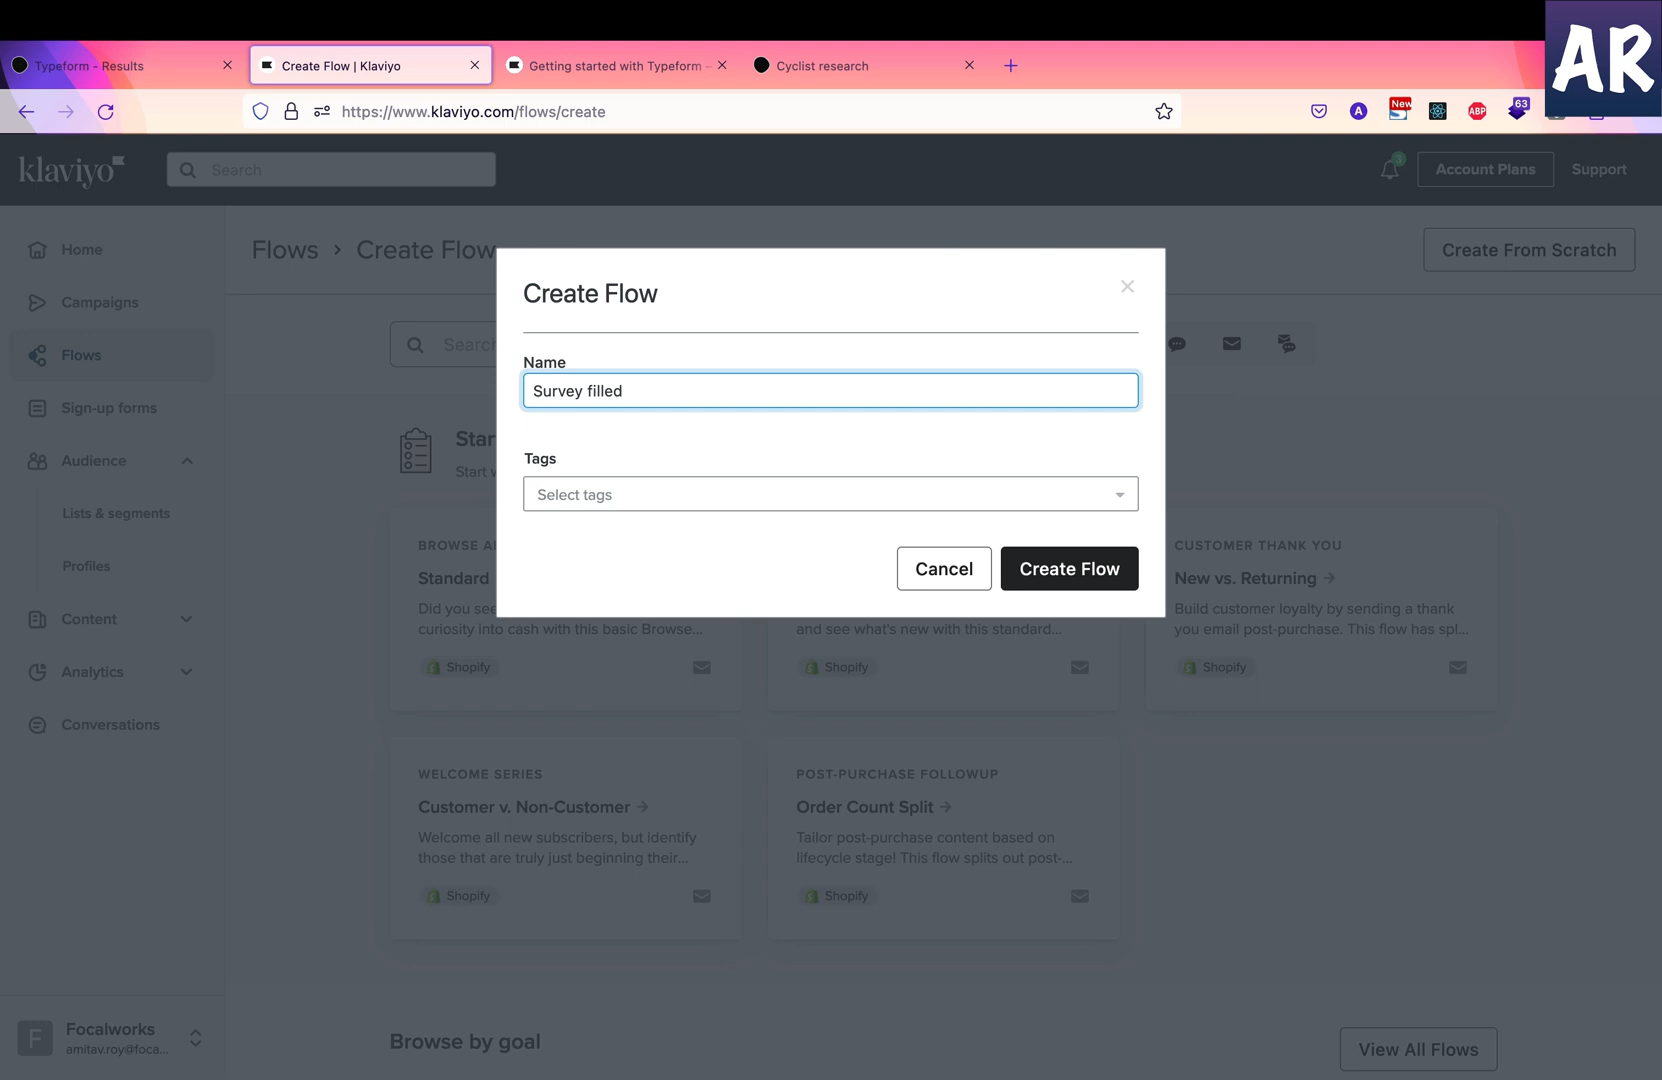 AR
Typeform - Results
Create Flow | Klaviyo
Getting started with Typeform -
Cyclist research
https://www.klaviyo.com/flows/create
A
New
ABP
63
klaviyo
Search
3
Account Plans
Support
Home
Campaigns
Flows
Sign-up forms
Audience
Lists & segments
Profiles
Content
Analytics
Conversations
F
Focalworks
amitav.roy@foca...
Flows > Create Flow
Create From Scratch
Search
Create Flow
Name
Survey filled
Tags
Select tags
Cancel
Create Flow
Star
Start w
BROWSE A
Standard
Did you see
curiosity into cash with this basic Browse...
Shopify
and see what's new with this standard...
Shopify
CUSTOMER THANK YOU
New vs. Returning →
Build customer loyalty by sending a thank
you email post-purchase. This flow has spl...
Shopify
WELCOME SERIES
Customer v. Non-Customer →
Welcome all new subscribers, but identify
those that are truly just beginning their...
Shopify
POST-PURCHASE FOLLOWUP
Order Count Split →
Tailor post-purchase content based on
lifecycle stage! This flow splits out post-...
Shopify
Browse by goal
View All Flows